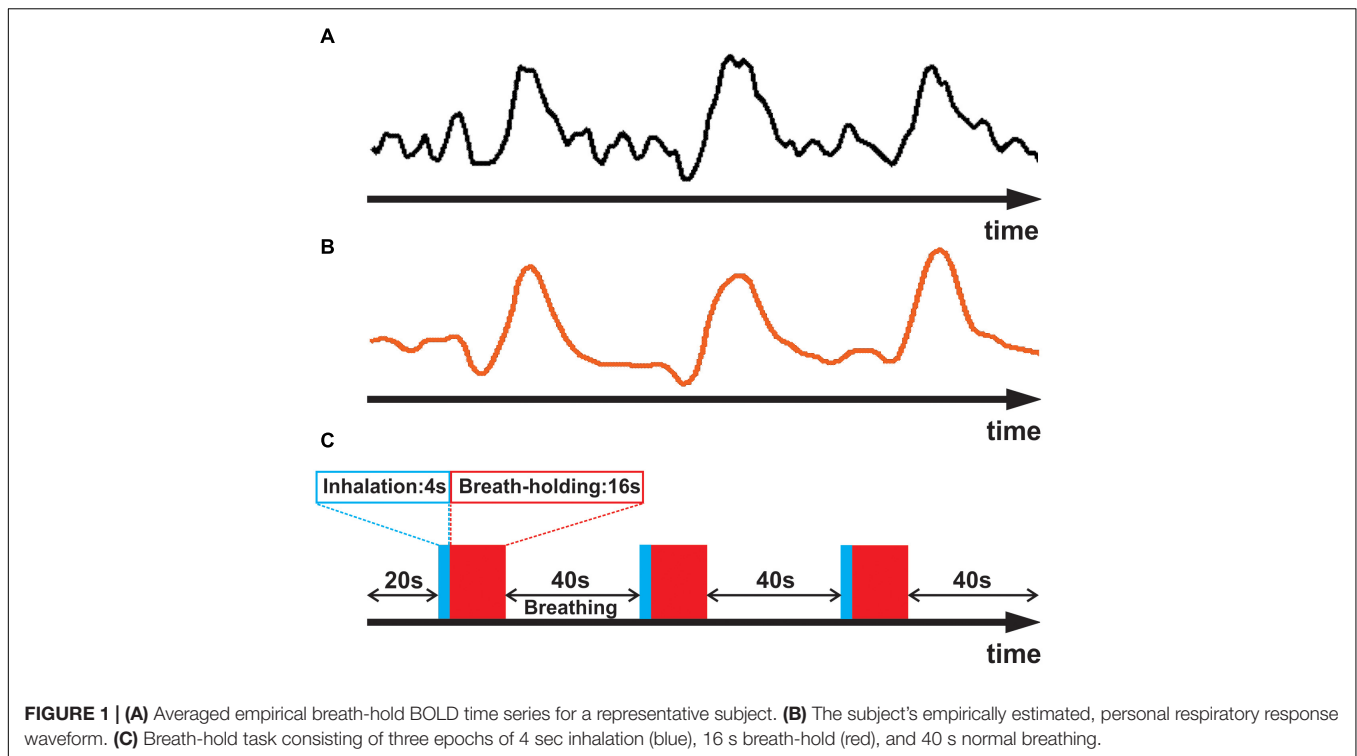 A
time
B
time
C
Inhalation:4s Breath-holding:16s
20s 40s 40s 40s
Breathing
time
FIGURE 1 | (A) Averaged empirical breath-hold BOLD time series for a representative subject. (B) The subject's empirically estimated, personal respiratory response
waveform. (C) Breath-hold task consisting of three epochs of 4 sec inhalation (blue), 16 s breath-hold (red), and 40 s normal breathing.